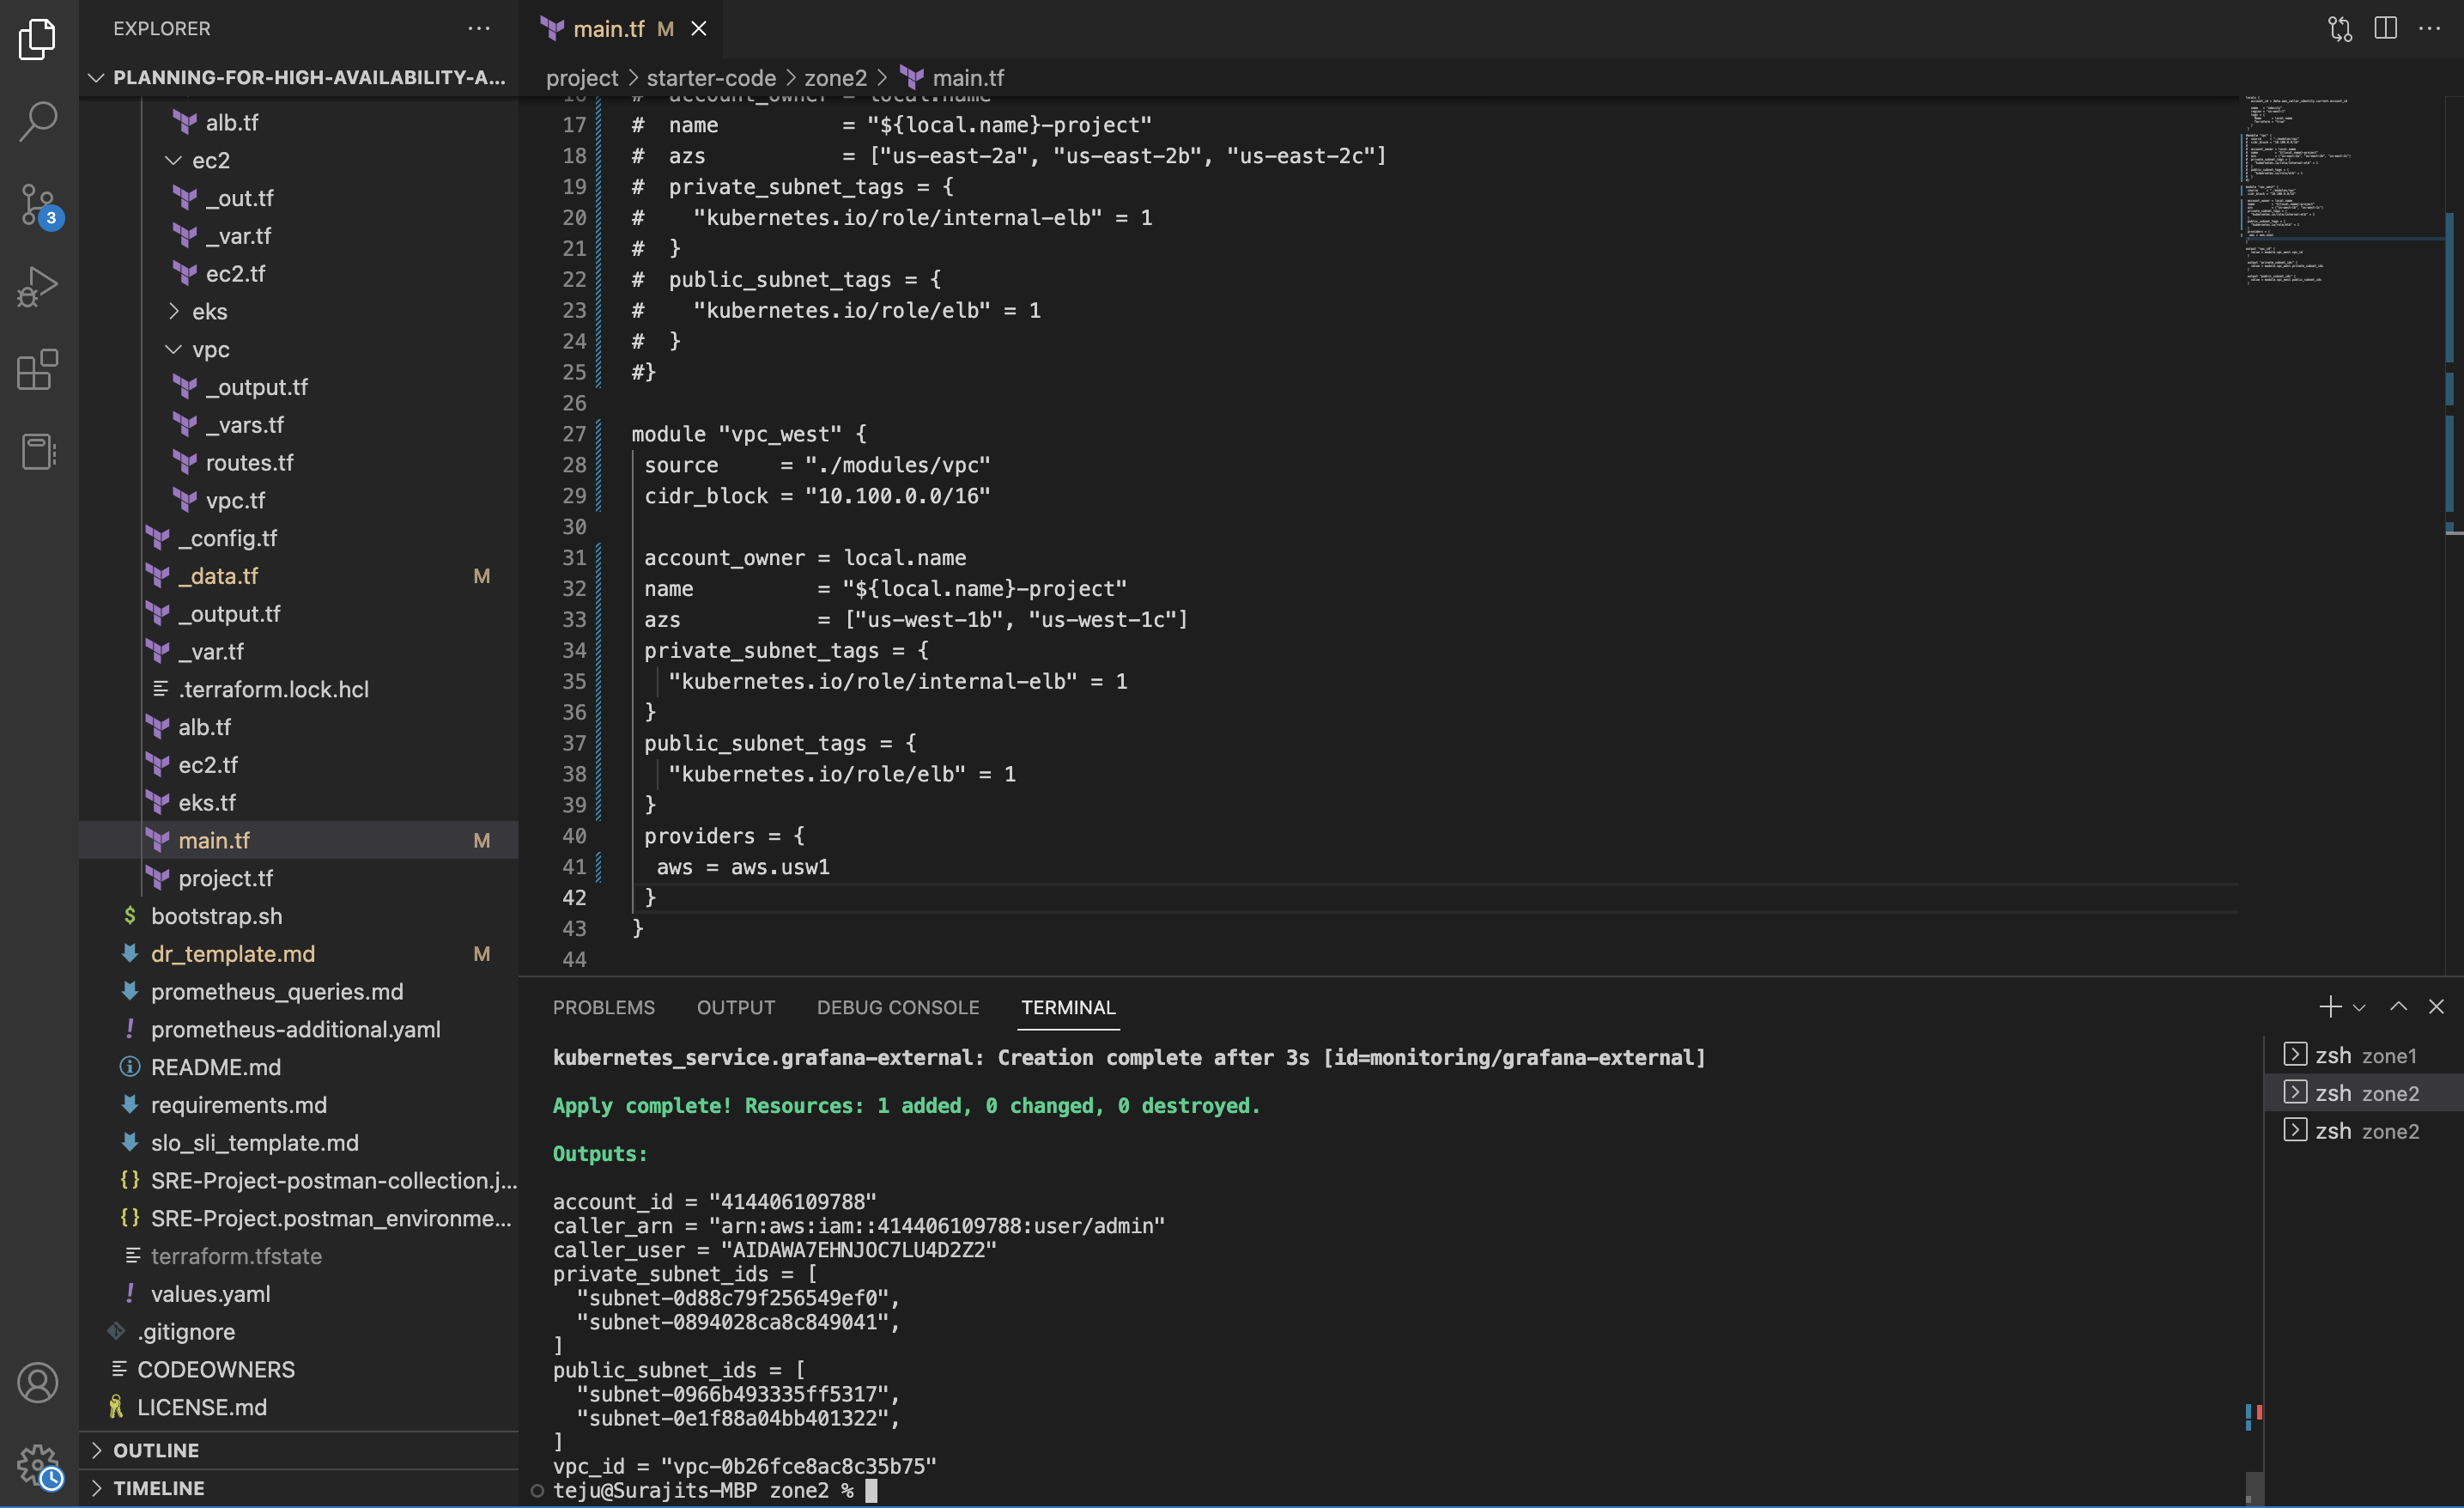 EXPLORER
PLANNING-FOR-HIGH-AVAILABILITY-A...
alb.tf
ec2
_out.tf
_var.tf
ec2.tf
eks
vpc
_output.tf
_vars.tf
routes.tf
vpc.tf
_config.tf
_data.tf M
_output.tf
_var.tf
.terraform.lock.hcl
alb.tf
ec2.tf
eks.tf
main.tf M
project.tf
$ bootstrap.sh
dr_template.md M
prometheus_queries.md
! prometheus-additional.yaml
README.md
requirements.md
slo_sli_template.md
{} SRE-Project-postman-collection.j...
{} SRE-Project.postman_environme...
terraform.tfstate
! values.yaml
.gitignore
CODEOWNERS
LICENSE.md
OUTLINE
TIMELINE
3
main.tf M
project > starter-code > zone2 > main.tf
16 # account_owner = local.name
17 #  name          = "${local.name}-project"
18 #  azs           = ["us-east-2a", "us-east-2b", "us-east-2c"]
19 #  private_subnet_tags = {
20 #    "kubernetes.io/role/internal-elb" = 1
21 #  }
22 #  public_subnet_tags = {
23 #    "kubernetes.io/role/elb" = 1
24 #  }
25 #}
26
27 module "vpc_west" {
28  source     = "./modules/vpc"
29  cidr_block = "10.100.0.0/16"
30
31  account_owner = local.name
32  name          = "${local.name}-project"
33  azs           = ["us-west-1b", "us-west-1c"]
34  private_subnet_tags = {
35    "kubernetes.io/role/internal-elb" = 1
36  }
37  public_subnet_tags = {
38    "kubernetes.io/role/elb" = 1
39  }
40  providers = {
41   aws = aws.usw1
42  }
43 }
44
PROBLEMS OUTPUT DEBUG CONSOLE TERMINAL
kubernetes_service.grafana-external: Creation complete after 3s [id=monitoring/grafana-external]
Apply complete! Resources: 1 added, 0 changed, 0 destroyed.
Outputs:
account_id = "414406109788"
caller_arn = "arn:aws:iam::414406109788:user/admin"
caller_user = "AIDAWA7EHNJOC7LU4D2Z2"
private_subnet_ids = [
  "subnet-0d88c79f256549ef0",
  "subnet-0894028ca8c849041",
]
public_subnet_ids = [
  "subnet-0966b493335ff5317",
  "subnet-0e1f88a04bb401322",
]
vpc_id = "vpc-0b26fce8ac8c35b75"
teju@Surajits-MBP zone2 %
zsh zone1
zsh zone2
zsh zone2